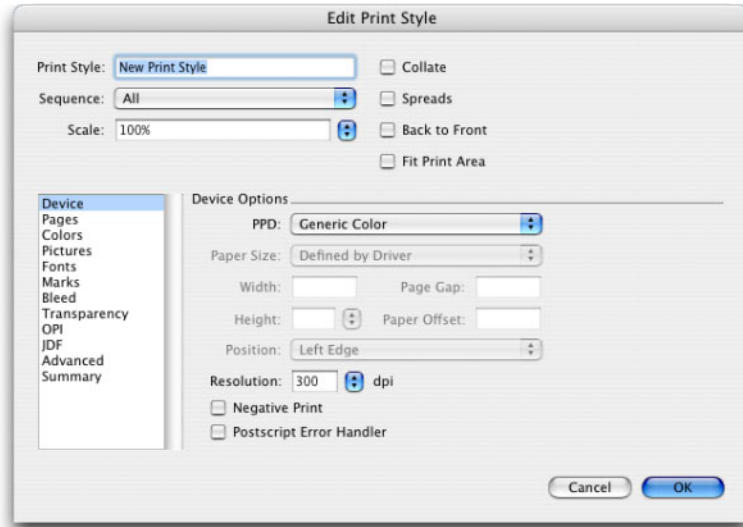 Edit Print Style
Print Style: New Print Style
Collate
Sequence: All
Spreads
Scale: 100%
Back to Front
Fit Print Area
Device
Pages
Colors
Pictures
Fonts
Marks
Bleed
Transparency
OPI
JDF
Advanced
Summary
Device Options
PPD: Generic Color
Paper Size: Defined by Driver
Width: Page Gap:
Height: Paper Offset:
Position: Left Edge
Resolution: 300 dpi
Negative Print
Postscript Error Handler
Cancel OK